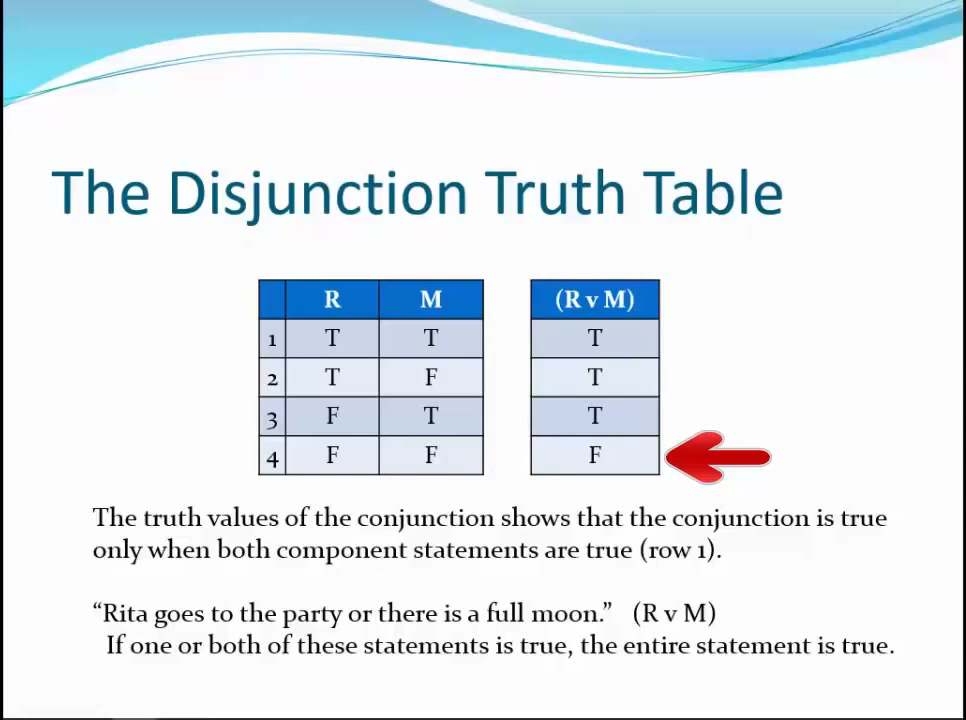 The Disjunction Truth Table
R M (R v M)
1 T T T
2 T F T
3 F T T
4 F F F
The truth values of the conjunction shows that the conjunction is true
only when both component statements are true (row 1).
“Rita goes to the party or there is a full moon.” (R v M)
If one or both of these statements is true, the entire statement is true.